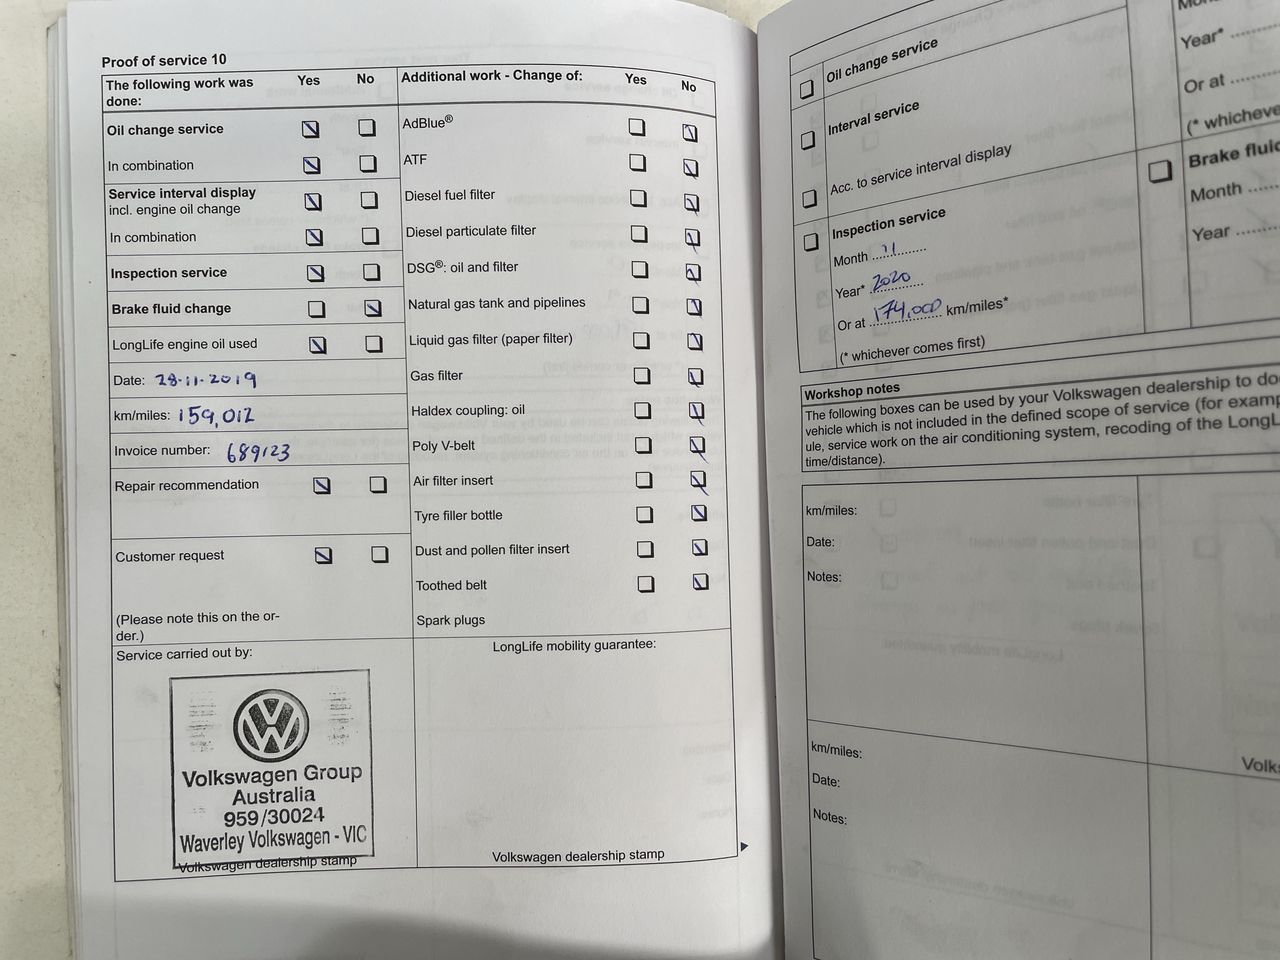 Proof of service 10
The following work was done: Yes No
Oil change service
In combination
Service interval display
incl. engine oil change
In combination
Inspection service
Brake fluid change
LongLife engine oil used
Date: 28-11-2019
km/miles: 159,012
Invoice number: 689123
Repair recommendation
Customer request
(Please note this on the or-
der.)
Service carried out by:
Volkswagen Group
Australia
959/30024
Waverley Volkswagen - VIC
Volkswagen dealership stamp
Additional work - Change of: Yes No
AdBlue®
ATF
Diesel fuel filter
Diesel particulate filter
DSG®: oil and filter
Natural gas tank and pipelines
Liquid gas filter (paper filter)
Gas filter
Haldex coupling: oil
Poly V-belt
Air filter insert
Tyre filler bottle
Dust and pollen filter insert
Toothed belt
Spark plugs
LongLife mobility guarantee:
Volkswagen dealership stamp
Oil change service
Interval service
Acc. to service interval display
Inspection service
Month 11
Year* 2020
Or at 174,000 km/miles*
(* whichever comes first)
Year*
Or at
(* whichever
Brake fluid
Month
Year
Workshop notes
The following boxes can be used by your Volkswagen dealership to do
vehicle which is not included in the defined scope of service (for examp
ule, service work on the air conditioning system, recoding of the LongL
time/distance).
km/miles:
Date:
Notes:
km/miles:
Date:
Notes:
Volks